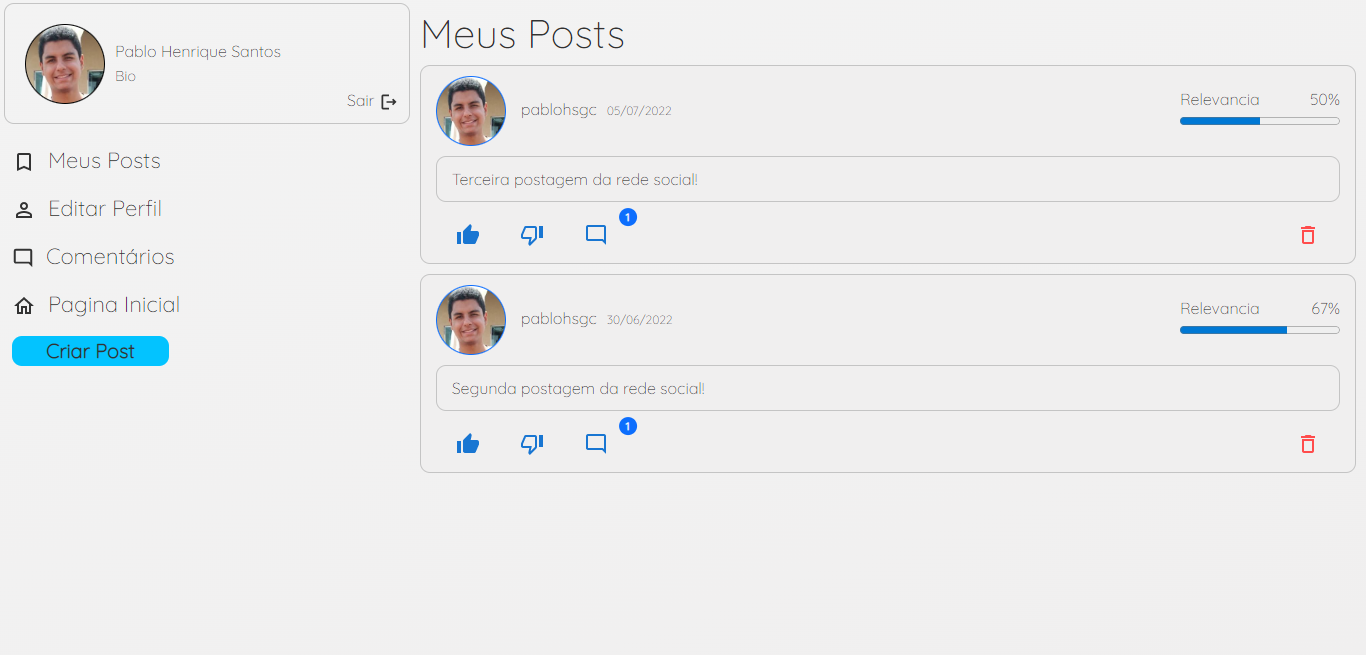 Pablo Henrique Santos
Bio
Sair
Meus Posts
Editar Perfil
Comentários
Pagina Inicial
Criar Post
Meus Posts
pablohsgc 05/07/2022
Relevancia 50%
Terceira postagem da rede social!
1
pablohsgc 30/06/2022
Relevancia 67%
Segunda postagem da rede social!
1